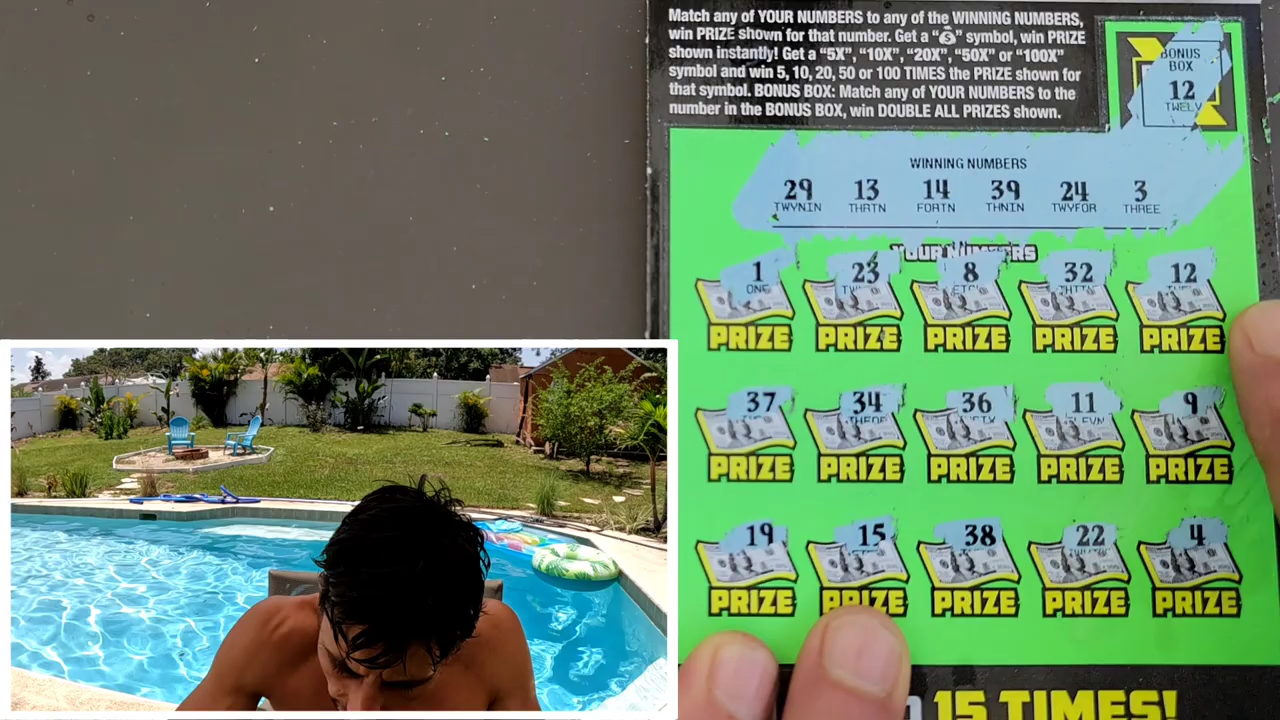 Match any of YOUR NUMBERS to any of the WINNING NUMBERS,
win PRIZE shown for that number. Get a “$” symbol, win PRIZE
shown instantly! Get a “5X”, “10X”, “20X”, “50X” or “100X”
symbol and win 5, 10, 20, 50 or 100 TIMES the PRIZE shown for
that symbol. BONUS BOX: Match any of YOUR NUMBERS to the
number in the BONUS BOX, win DOUBLE ALL PRIZES shown.
BONUS
BOX
12
TWELV
WINNING NUMBERS
29 13 14 39 24 3
TWYNIN THRTN FORTN THNIN TWYFOR THREE
YOUR NUMBERS
1 23 8 32 12
ONE
PRIZE PRIZE PRIZE PRIZE PRIZE
37 34 36 11 9
PRIZE PRIZE PRIZE PRIZE PRIZE
19 15 38 22 4
PRIZE PRIZE PRIZE PRIZE PRIZE
15 TIMES!